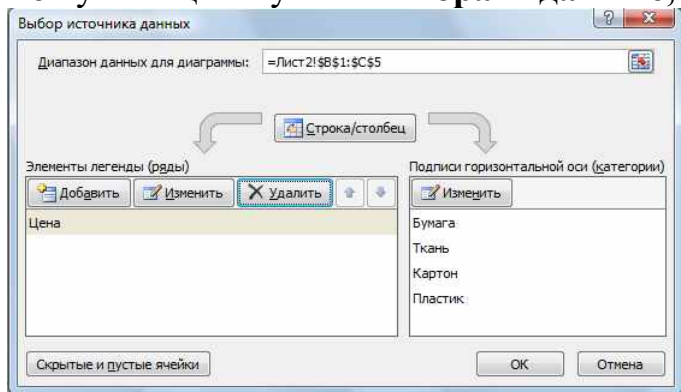 Выбор источника данных
Диапазон данных для диаграммы: =Лист2!$B$1:$C$5
Строка/столбец
Элементы легенды (ряды)
Добавить Изменить Удалить
Цена
Подписи горизонтальной оси (категории)
Изменить
Бумага
Ткань
Картон
Пластик
Скрытые и пустые ячейки
ОК Отмена